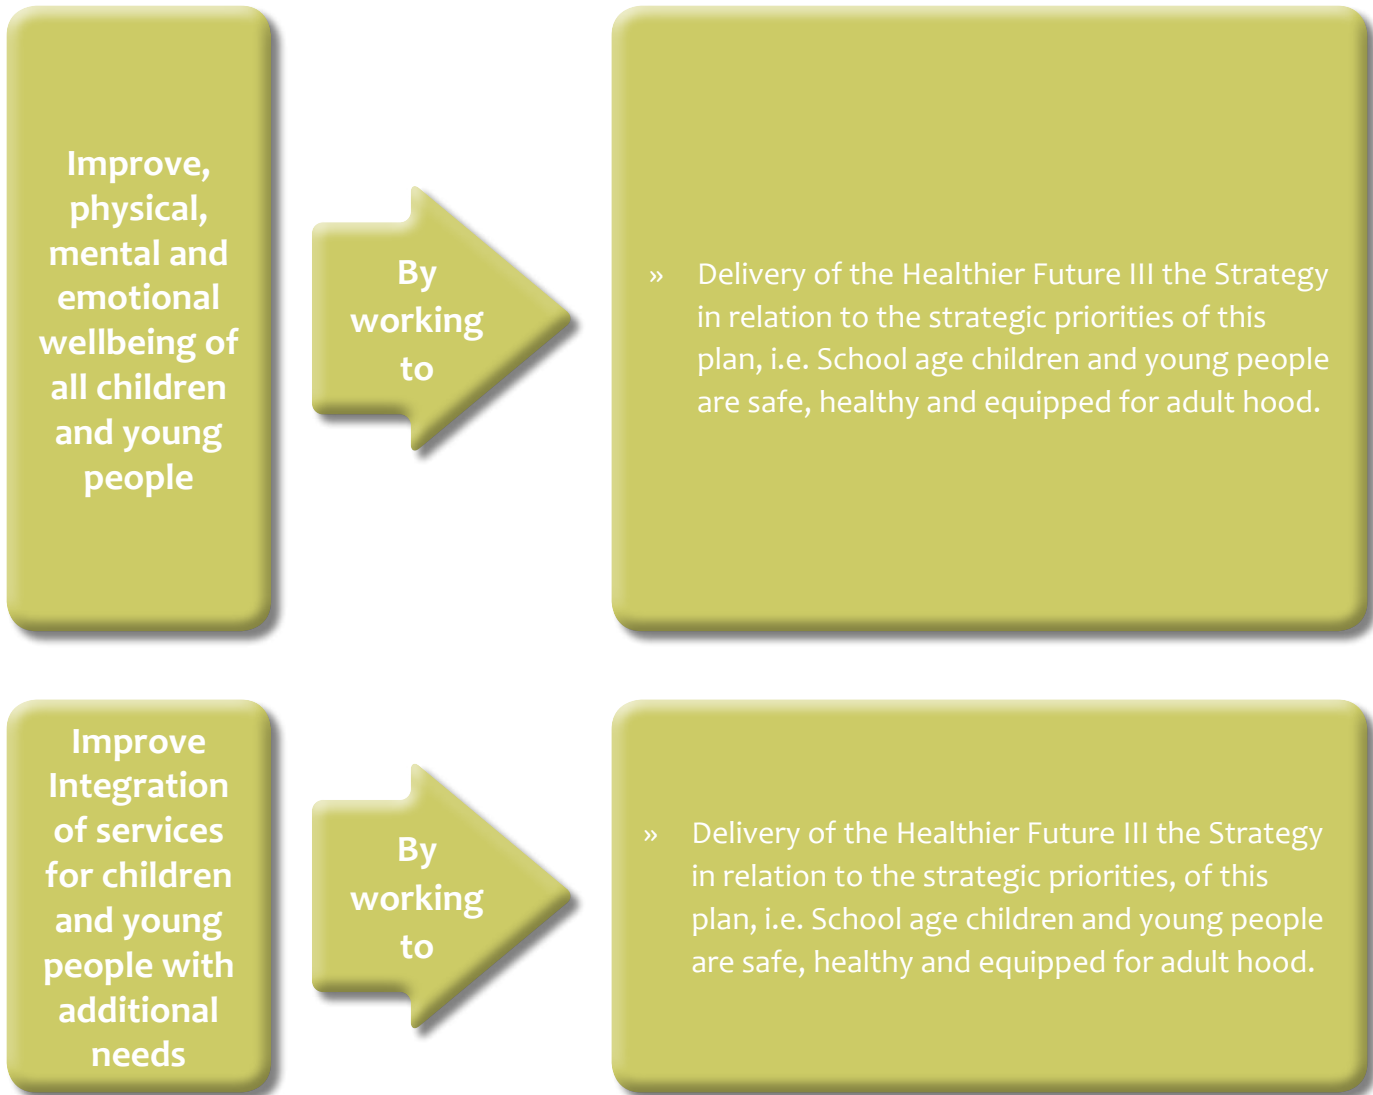 Improve,
physical,
mental and
emotional
wellbeing of
all children
and young
people
By
working
to
» Delivery of the Healthier Future III the Strategy
in relation to the strategic priorities of this
plan, i.e. School age children and young people
are safe, healthy and equipped for adult hood.
Improve
Integration
of services
for children
and young
people with
additional
needs
By
working
to
» Delivery of the Healthier Future III the Strategy
in relation to the strategic priorities, of this
plan, i.e. School age children and young people
are safe, healthy and equipped for adult hood.